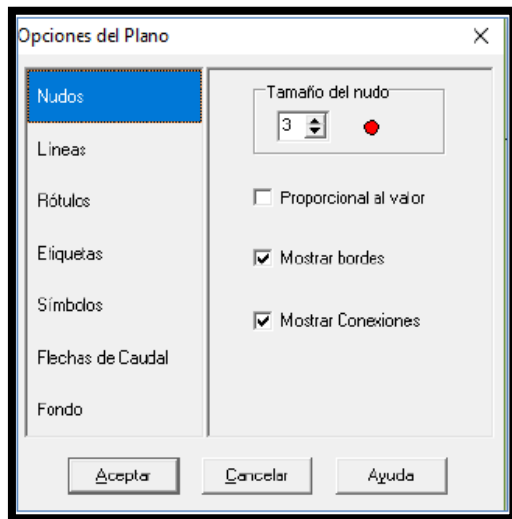 Opciones del Plano
Nudos
Líneas
Rótulos
Etiquetas
Símbolos
Flechas de Caudal
Fondo
Tamaño del nudo
3
Proporcional al valor
Mostrar bordes
Mostrar Conexiones
Aceptar
Cancelar
Ayuda